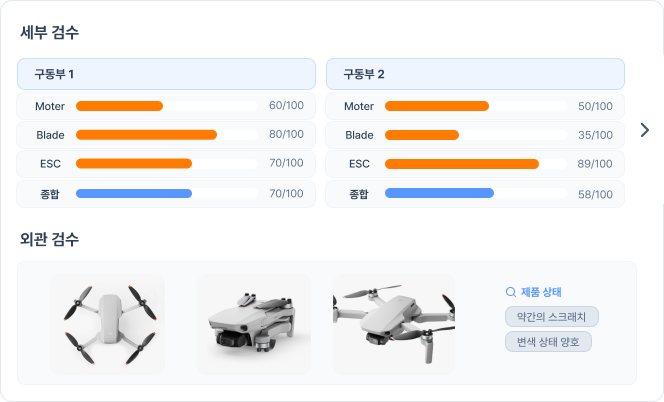 세부 검수
구동부 1
Moter 60/100
Blade 80/100
ESC 70/100
종합 70/100
구동부 2
Moter 50/100
Blade 35/100
ESC 89/100
종합 58/100
외관 검수
제품 상태
약간의 스크래치
변색 상태 양호